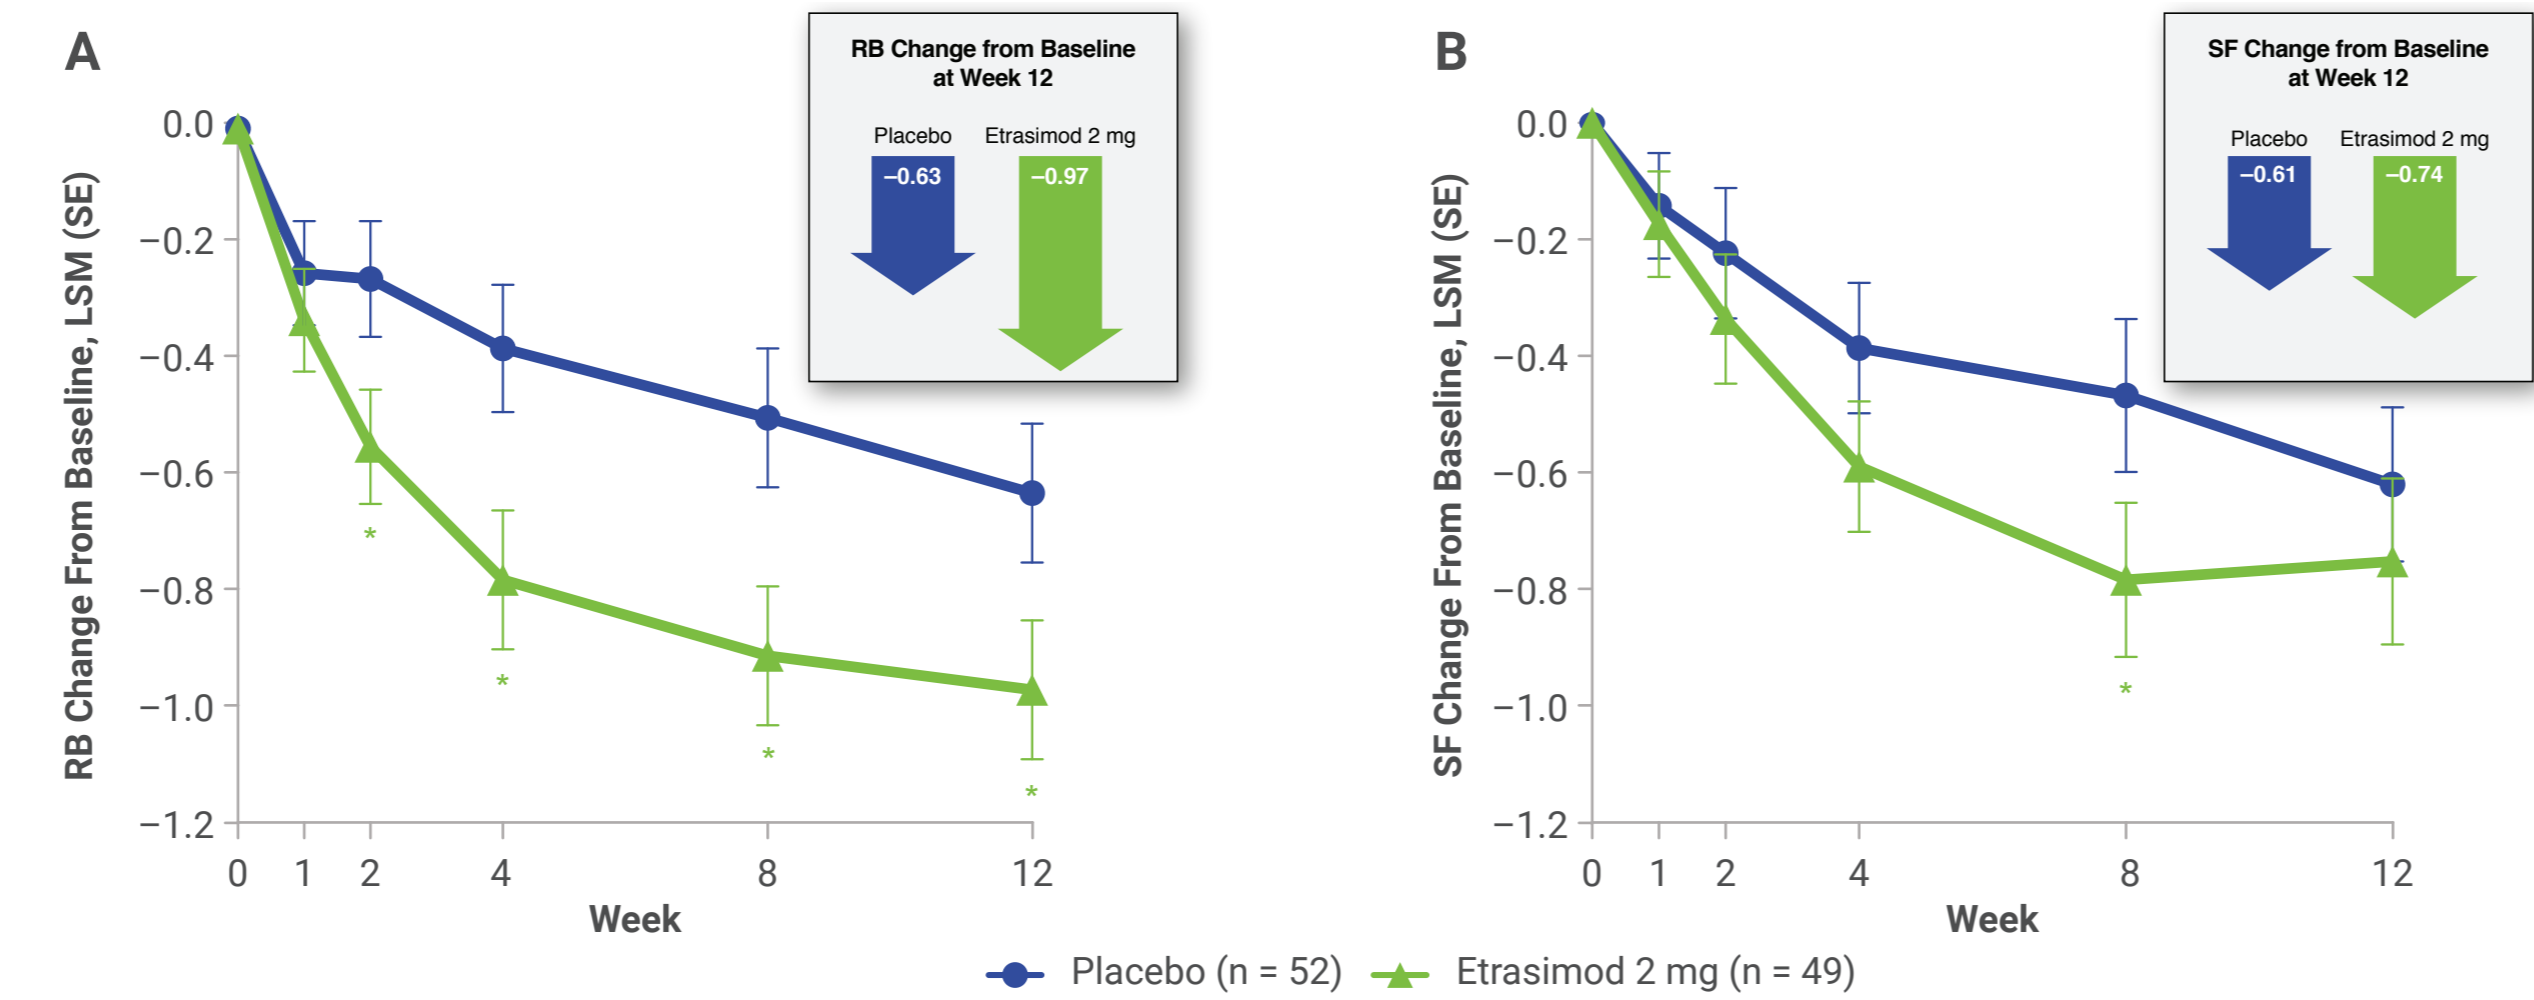 A
RB Change from Baseline
at Week 12
Placebo
Etrasimod 2 mg
–0.63
–0.97
RB Change From Baseline, LSM (SE)
0.0
–0.2
–0.4
–0.6
–0.8
–1.0
–1.2
*
*
*
*
0 1 2 4 8 12
Week
B
SF Change from Baseline
at Week 12
Placebo
Etrasimod 2 mg
–0.61
–0.74
SF Change From Baseline, LSM (SE)
0.0
–0.2
–0.4
–0.6
–0.8
–1.0
–1.2
*
0 1 2 4 8 12
Week
Placebo (n = 52) Etrasimod 2 mg (n = 49)